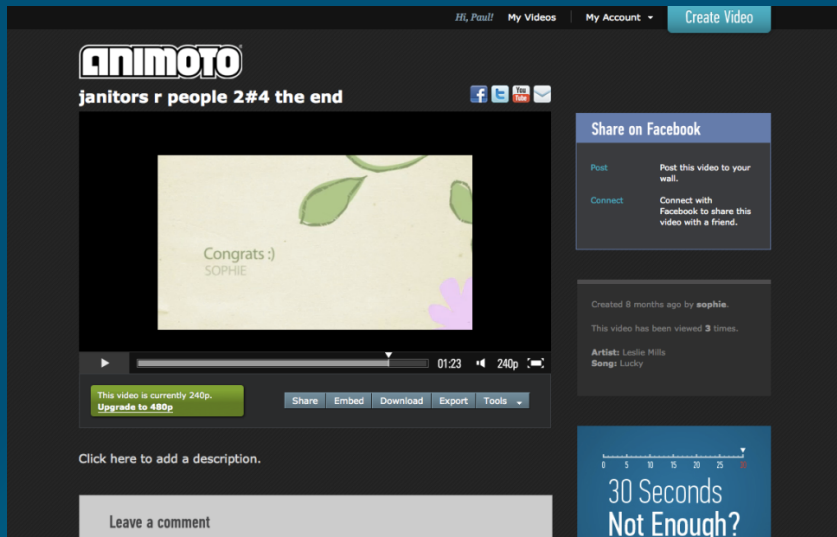 Hi, Paul! My Videos My Account Create Video
animoto
janitors r people 2#4 the end
You Tube
Congrats :)
SOPHIE
01:23 240p
This video is currently 240p.
Upgrade to 480p
Share Embed Download Export Tools
Click here to add a description.
Leave a comment
Share on Facebook
Post Post this video to your
wall.
Connect Connect with
Facebook to share this
video with a friend.
Created 8 months ago by sophie.
This video has been viewed 3 times.
Artist: Leslie Mills
Song: Lucky
0 5 10 15 20 25 30
30 Seconds
Not Enough?